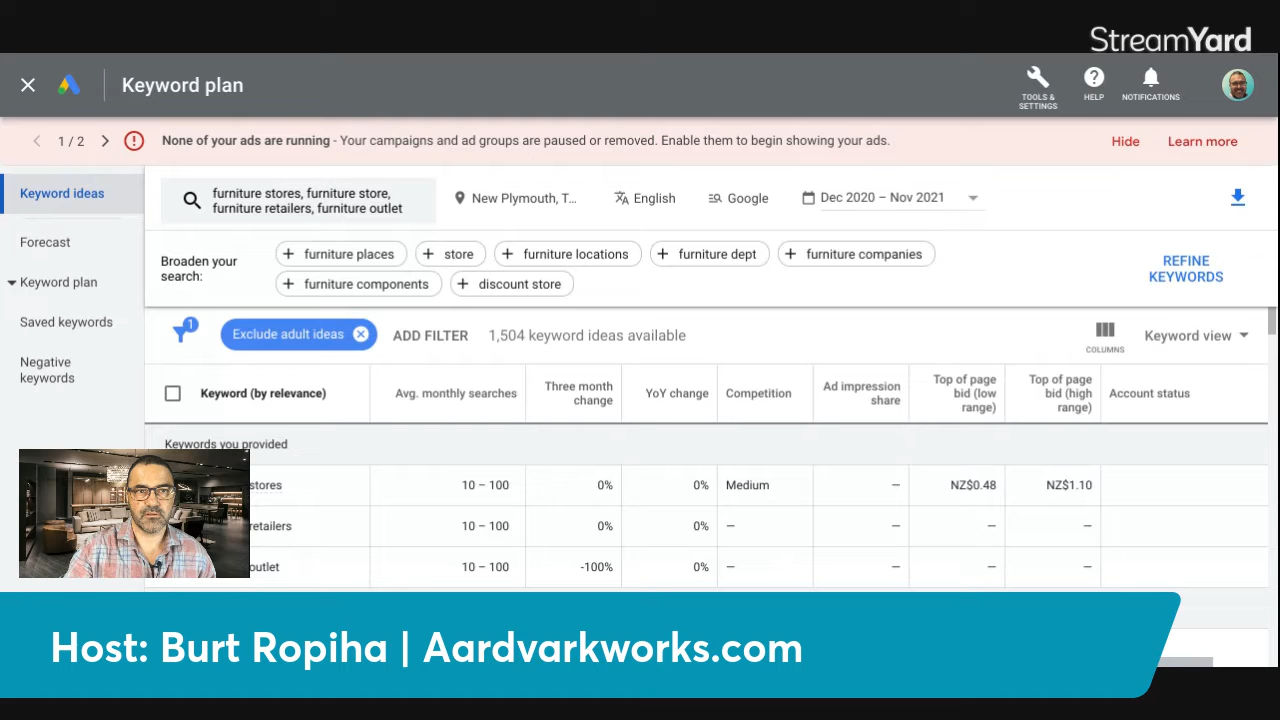 StreamYard
Keyword plan
TOOLS &
SETTINGS
HELP
NOTIFICATIONS
1 / 2
None of your ads are running - Your campaigns and ad groups are paused or removed. Enable them to begin showing your ads.
Hide
Learn more
Keyword ideas
Forecast
Keyword plan
Saved keywords
Negative
keywords
furniture stores, furniture store,
furniture retailers, furniture outlet
New Plymouth, T...
English
Google
Dec 2020 – Nov 2021
Broaden your
search:
furniture places
store
furniture locations
furniture dept
furniture companies
furniture components
discount store
REFINE
KEYWORDS
1
Exclude adult ideas
ADD FILTER
1,504 keyword ideas available
COLUMNS
Keyword view
Keyword (by relevance)
Avg. monthly searches
Three month
change
YoY change
Competition
Ad impression
share
Top of page
bid (low
range)
Top of page
bid (high
range)
Account status
Keywords you provided
stores 10 – 100 0% 0% Medium – NZ$0.48 NZ$1.10
retailers 10 – 100 0% 0% – – – –
outlet 10 – 100 -100% 0% – – – –
Host: Burt Ropiha | Aardvarkworks.com